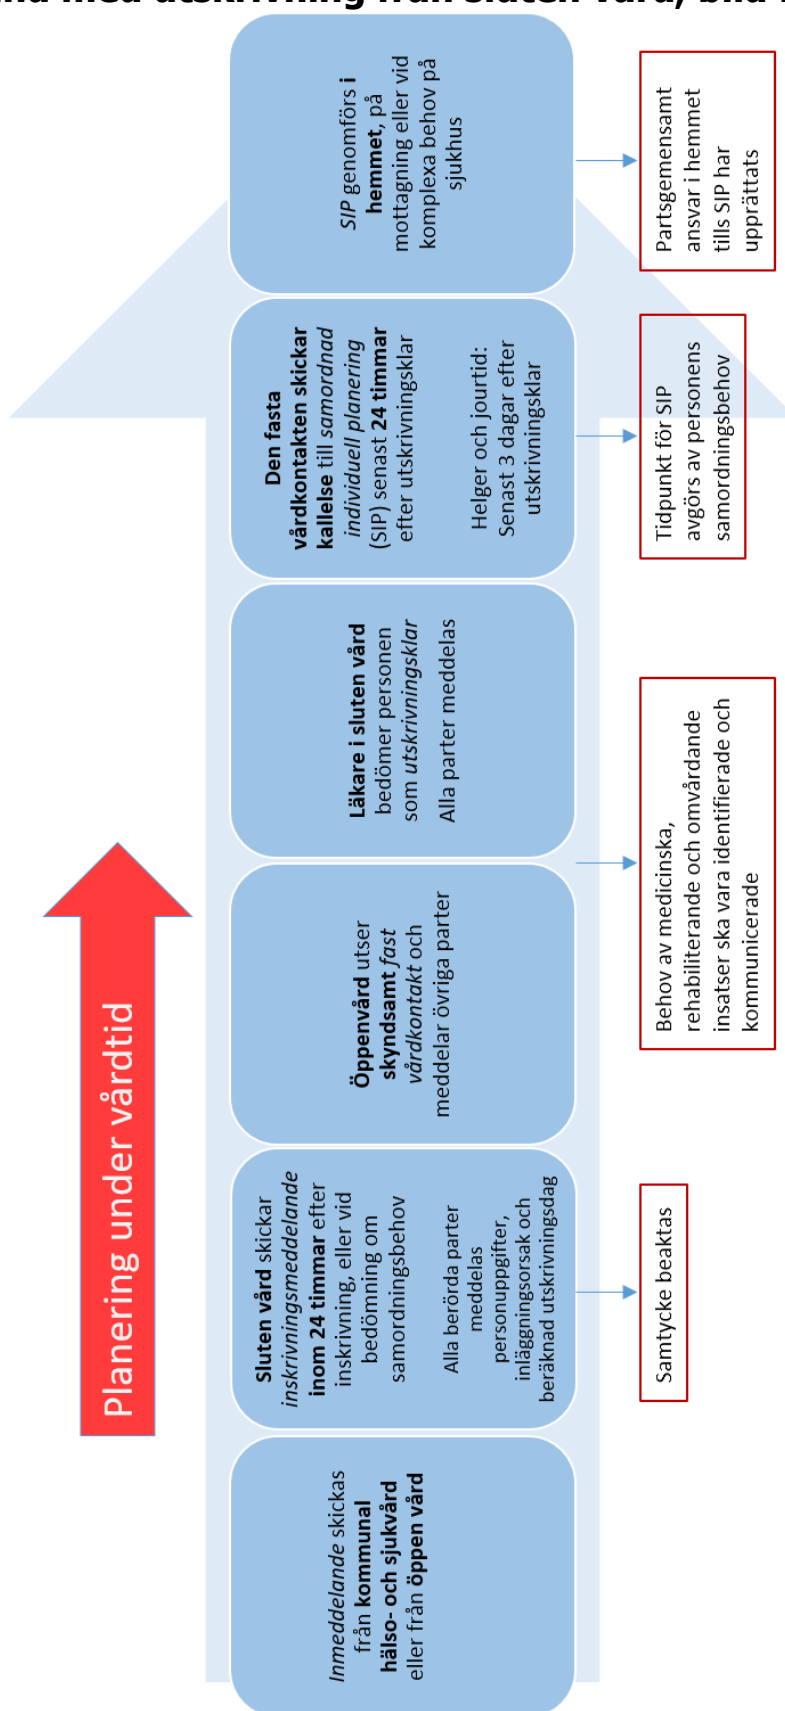 med utskrivning från sluten vård, bild
Planering under vårdtid
Inmeddelande skickas
från kommunal
hälso- och sjukvård
eller från öppen vård
Sluten vård skickar
inskrivningsmeddelande
inom 24 timmar efter
inskrivning, eller vid
bedömning om
samordningsbehov
Alla berörda parter
meddelas
personuppgifter,
inläggningsorsak och
beräknad utskrivningsdag
Öppenvård utser
skyndsamt fast
vårdkontakt och
meddelar övriga parter
Läkare i sluten vård
bedömer personen
som utskrivningsklar
Alla parter meddelas
Den fasta
vårdkontakten skickar
kallelse till samordnad
individuell planering
(SIP) senast 24 timmar
efter utskrivningsklar
Helger och jourtid:
Senast 3 dagar efter
utskrivningsklar
SIP genomförs i
hemmet, på
mottagning eller vid
komplexa behov på
sjukhus
Samtycke beaktas
Behov av medicinska,
rehabiliterande och omvårdande
insatser ska vara identifierade och
kommunicerade
Tidpunkt för SIP
avgörs av personens
samordningsbehov
Partsgemensamt
ansvar i hemmet
tills SIP har
upprättats